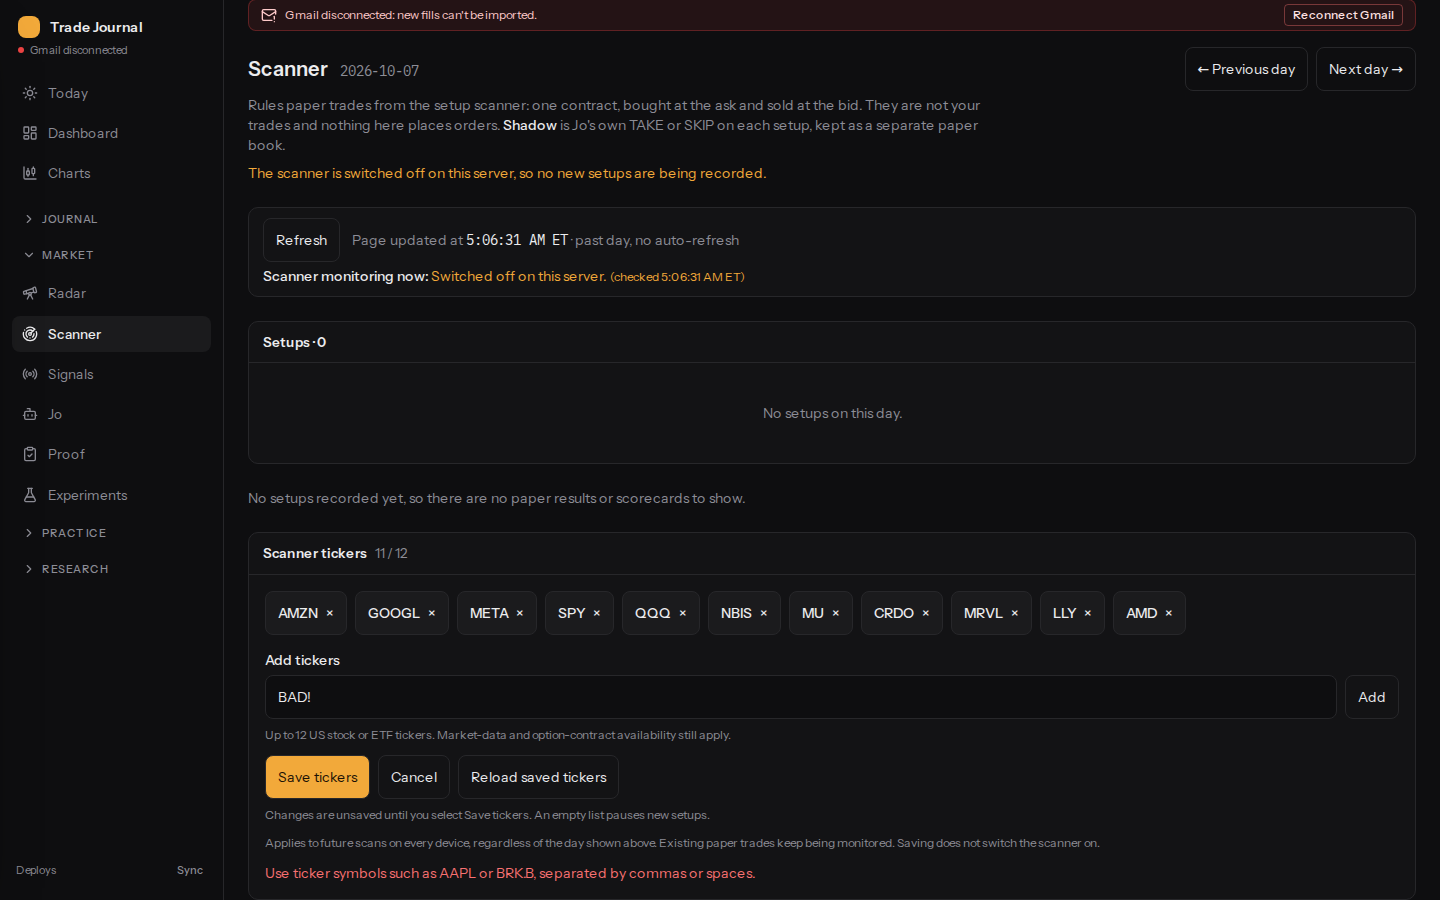 Trade Journal
Gmail disconnected
Today
Dashboard
Charts
JOURNAL
MARKET
Radar
Scanner
Signals
Jo
Proof
Experiments
PRACTICE
RESEARCH
Deploys
Sync
Gmail disconnected: new fills can't be imported.
Reconnect Gmail
Scanner 2026-10-07
← Previous day
Next day →
Rules paper trades from the setup scanner: one contract, bought at the ask and sold at the bid. They are not your
trades and nothing here places orders. Shadow is Jo's own TAKE or SKIP on each setup, kept as a separate paper
book.
The scanner is switched off on this server, so no new setups are being recorded.
Refresh
Page updated at 5:06:31 AM ET · past day, no auto-refresh
Scanner monitoring now: Switched off on this server. (checked 5:06:31 AM ET)
Setups · 0
No setups on this day.
No setups recorded yet, so there are no paper results or scorecards to show.
Scanner tickers 11 / 12
AMZN × GOOGL × META × SPY × QQQ × NBIS × MU × CRDO × MRVL × LLY × AMD ×
Add tickers
BAD!
Add
Up to 12 US stock or ETF tickers. Market-data and option-contract availability still apply.
Save tickers
Cancel
Reload saved tickers
Changes are unsaved until you select Save tickers. An empty list pauses new setups.
Applies to future scans on every device, regardless of the day shown above. Existing paper trades keep being monitored. Saving does not switch the scanner on.
Use ticker symbols such as AAPL or BRK.B, separated by commas or spaces.